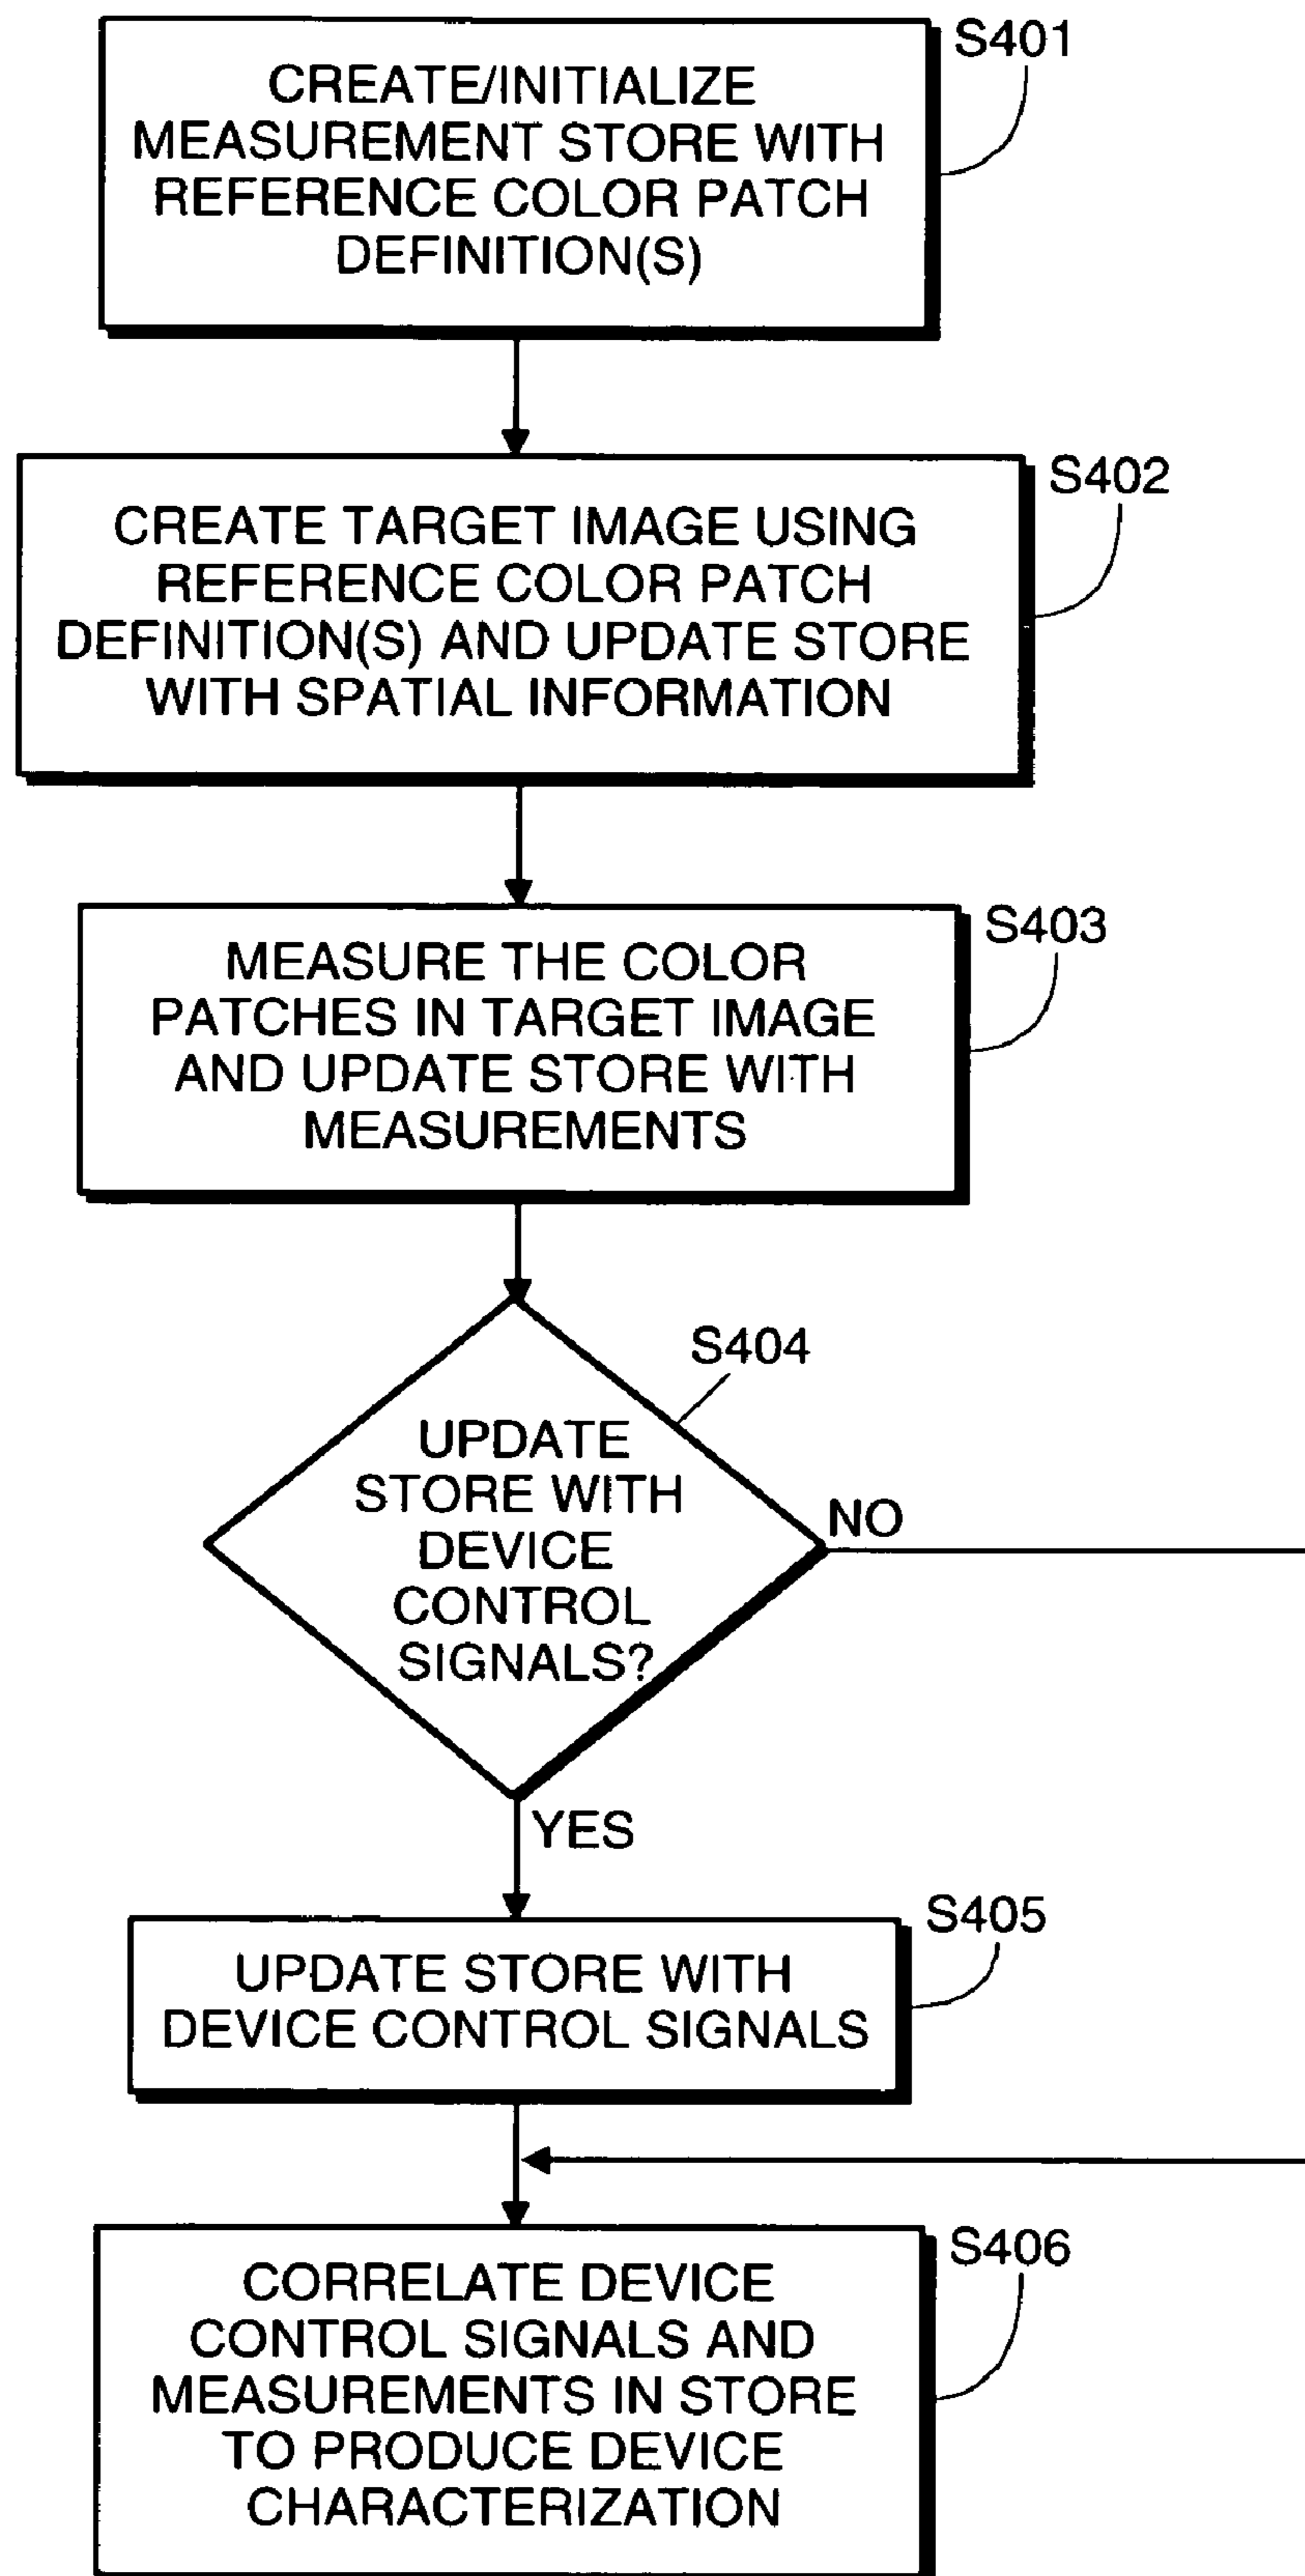 S401
CREATE/INITIALIZE
MEASUREMENT STORE WITH
REFERENCE COLOR PATCH
DEFINITION(S)
S402
CREATE TARGET IMAGE USING
REFERENCE COLOR PATCH
DEFINITION(S) AND UPDATE STORE
WITH SPATIAL INFORMATION
S403
MEASURE THE COLOR
PATCHES IN TARGET IMAGE
AND UPDATE STORE WITH
MEASUREMENTS
S404
UPDATE
STORE WITH
DEVICE
CONTROL
SIGNALS?
NO
YES
S405
UPDATE STORE WITH
DEVICE CONTROL SIGNALS
S406
CORRELATE DEVICE
CONTROL SIGNALS AND
MEASUREMENTS IN STORE
TO PRODUCE DEVICE
CHARACTERIZATION